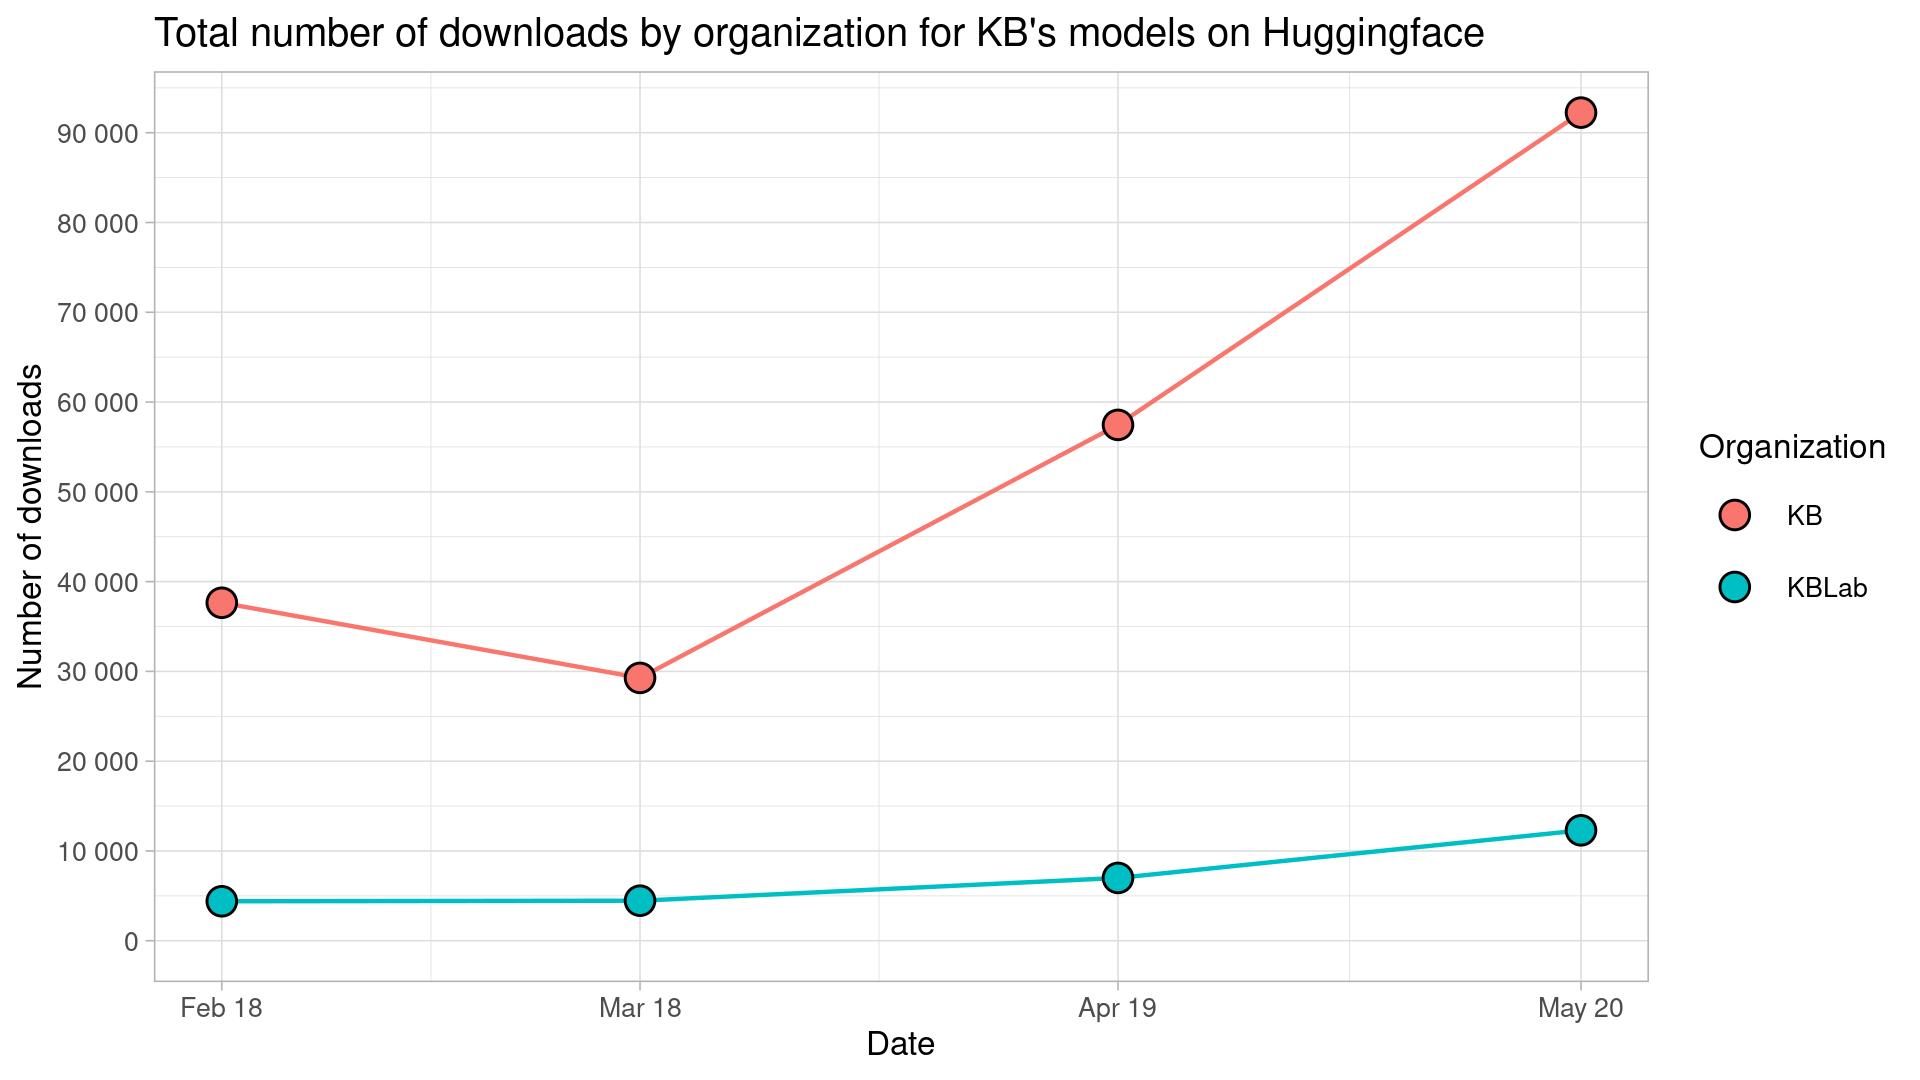 Total number of downloads by organization for KB's models on Huggingface
Number of downloads
90 000
80 000
70 000
60 000
50 000
40 000
30 000
20 000
10 000
0
Feb 18
Mar 18
Apr 19
May 20
Date
Organization
KB
KBLab